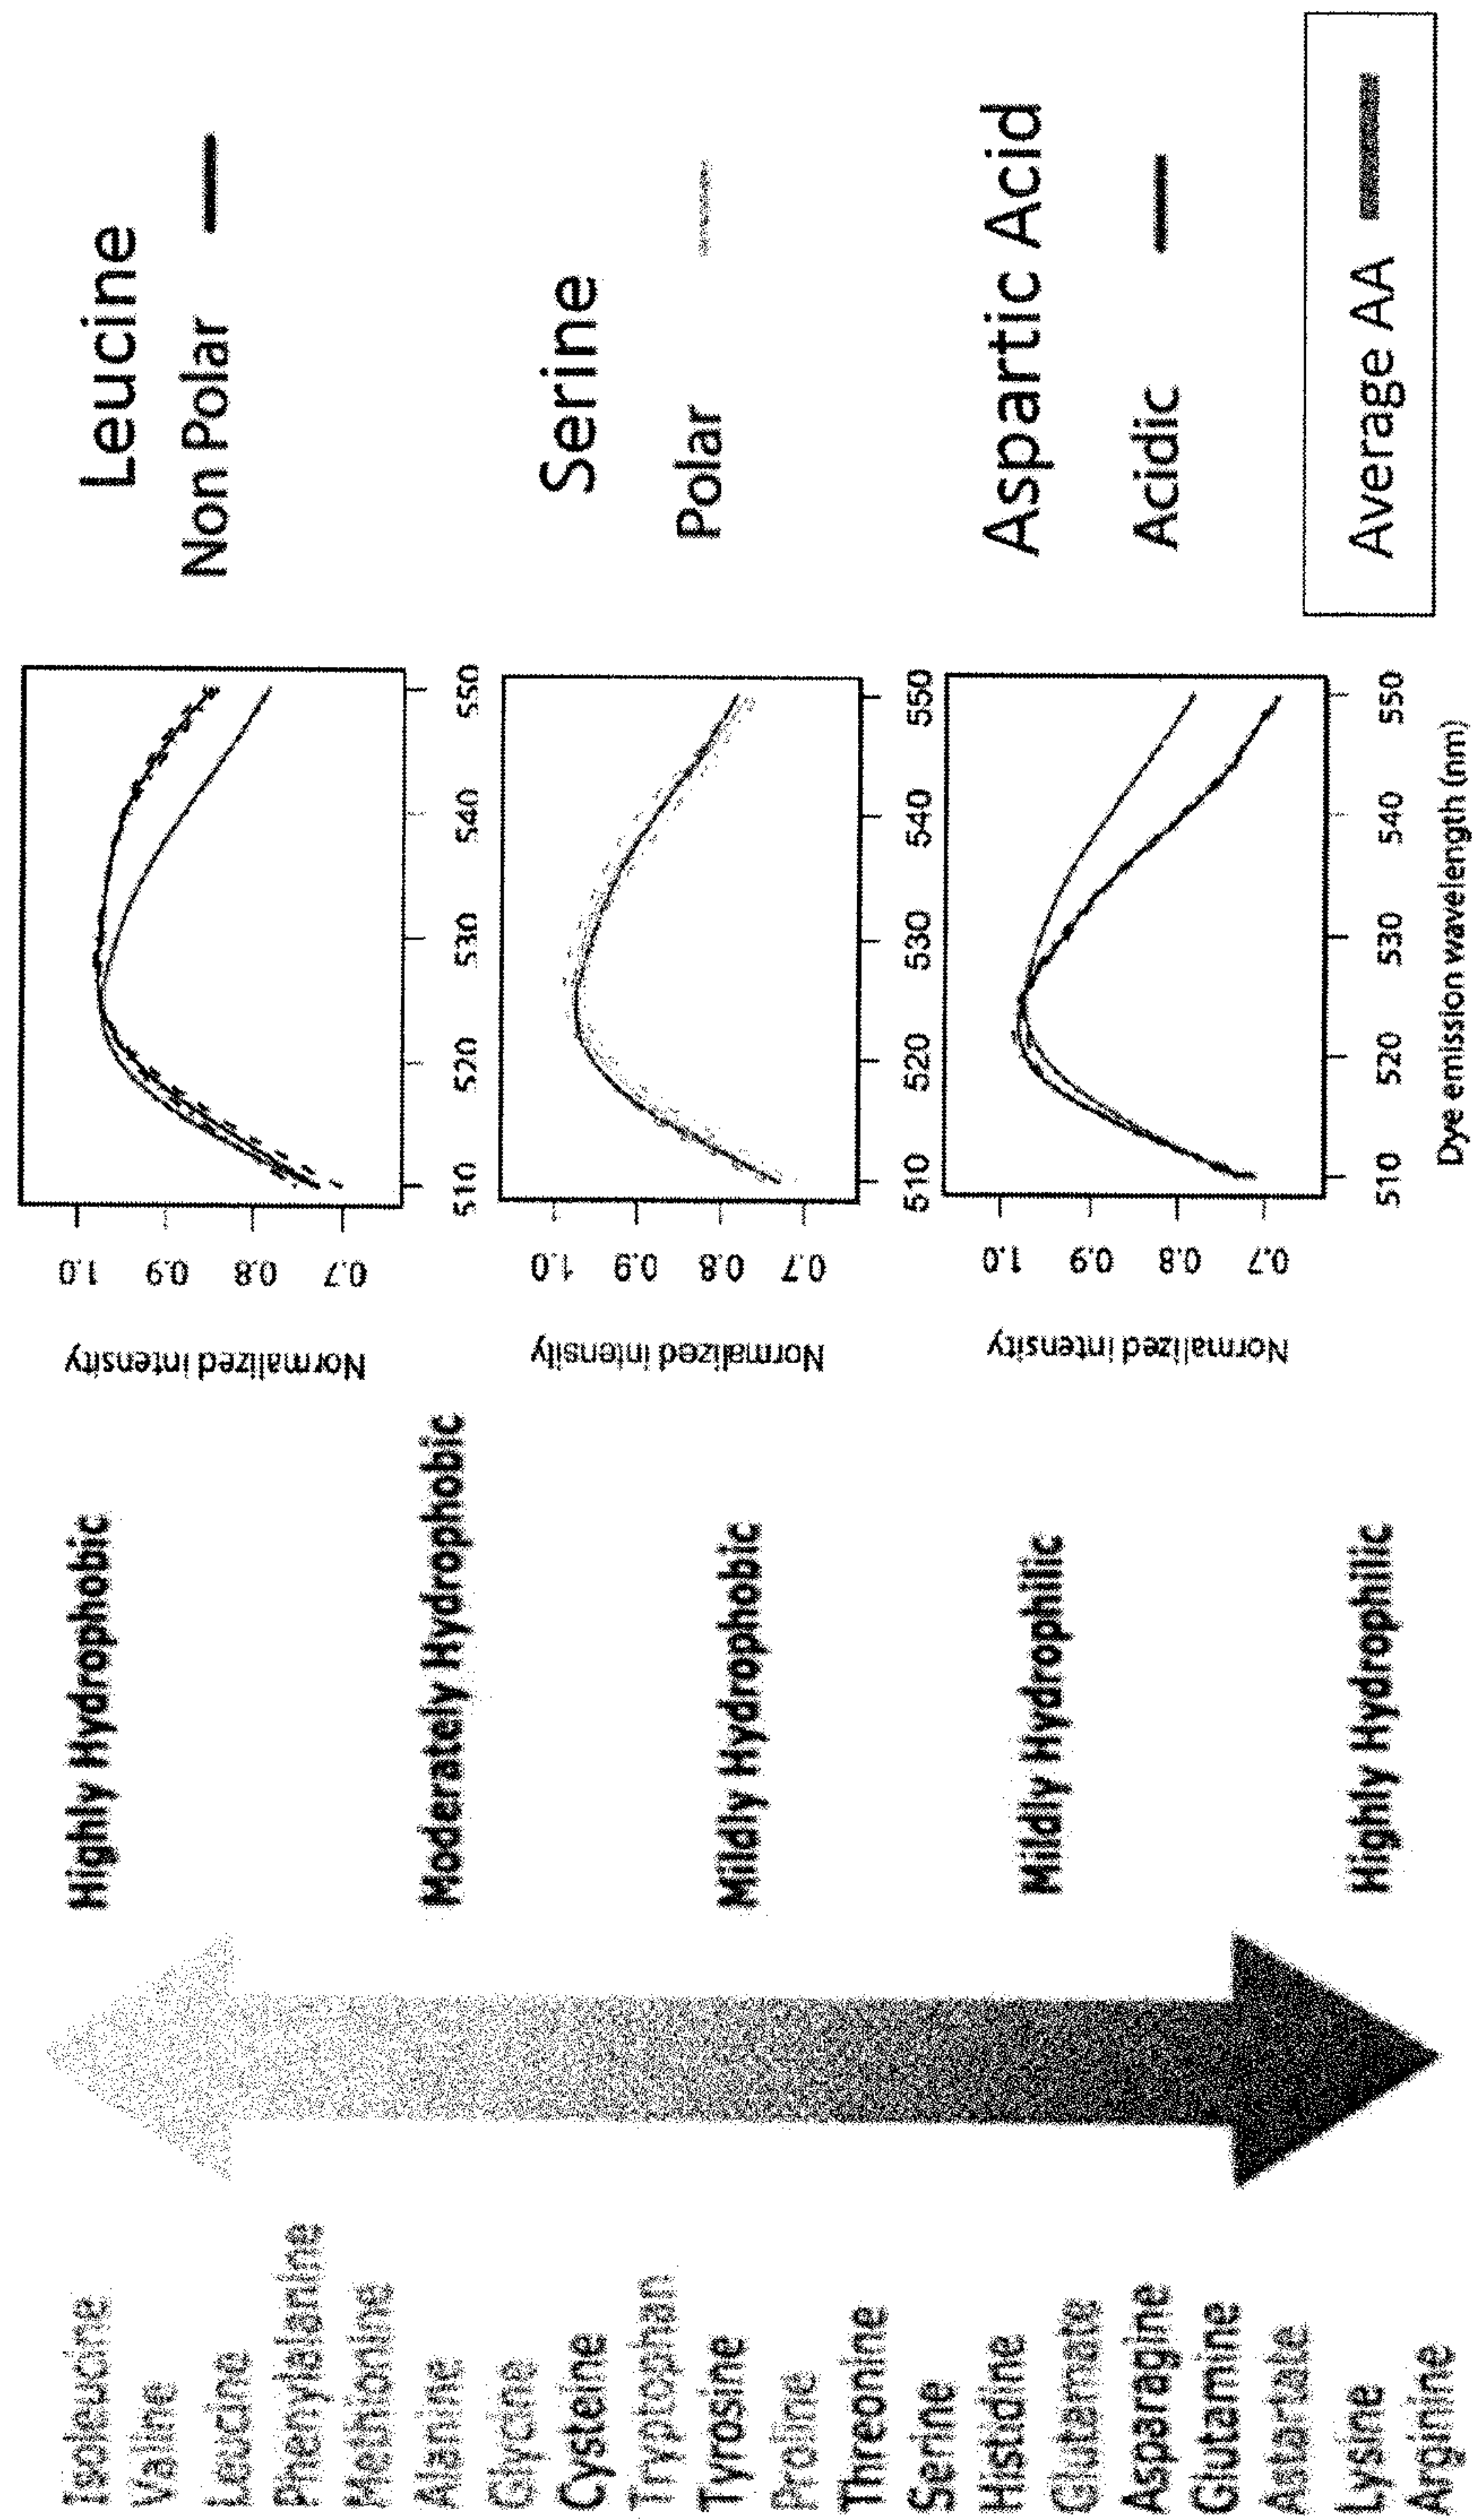 Isoleucine
Valine
Leucine
Phenylalanine
Methionine
Alanine
Glycine
Cysteine
Tryptophan
Tyrosine
Proline
Threonine
Serine
Histidine
Glutamate
Asparagine
Glutamine
Astartate
Lysine
Arginine
Highly Hydrophobic
Moderately Hydrophobic
Mildly Hydrophobic
Mildly Hydrophilic
Highly Hydrophilic
Normalized intensity
1.0
0.9
0.8
0.7
510
520
530
540
550
Leucine
Non Polar
Normalized intensity
1.0
0.9
0.8
0.7
510
520
530
540
550
Serine
Polar
Normalized intensity
1.0
0.9
0.8
0.7
510
520
530
540
550
Dye emission wavelength (nm)
Aspartic Acid
Acidic
Average AA